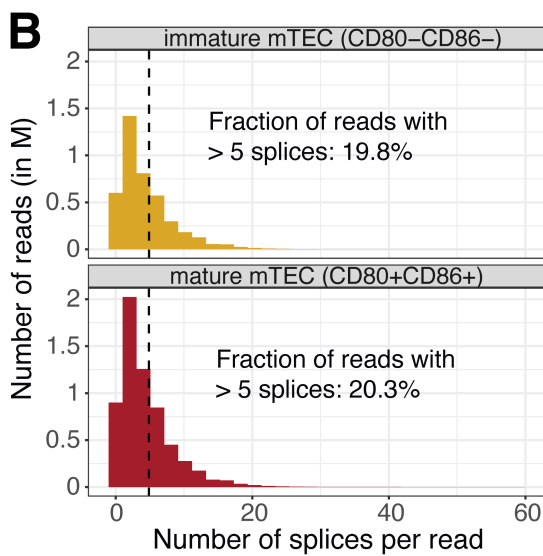 B
immature mTEC (CD80−CD86−)
2
1.5
1
0.5
0
Fraction of reads with
> 5 splices: 19.8%
mature mTEC (CD80+CD86+)
2
1.5
1
0.5
0
Fraction of reads with
> 5 splices: 20.3%
0 20 40 60
Number of splices per read
Number of reads (in M)